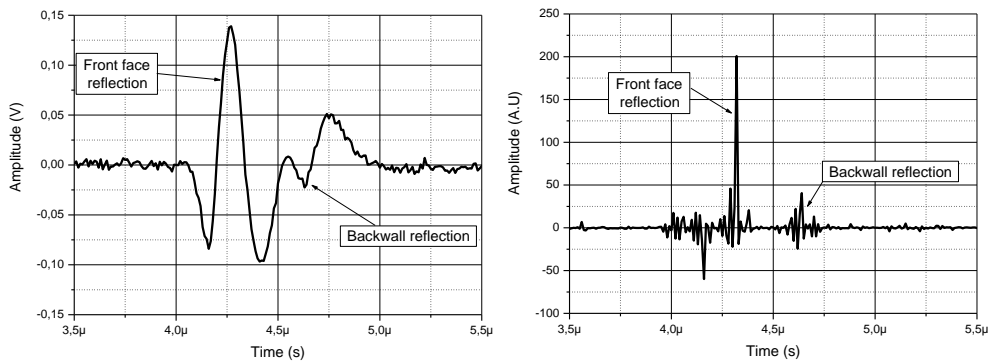 0,15
0,10
0,05
0,00
-0,05
-0,10
-0,15
Amplitude (V)
Front face
reflection
Backwall reflection
3,5µ
4,0µ
4,5µ
5,0µ
5,5µ
Time (s)
250
200
150
100
50
0
-50
-100
Amplitude (A.U)
Front face
reflection
Backwall reflection
3,5µ
4,0µ
4,5µ
5,0µ
5,5µ
Time (s)